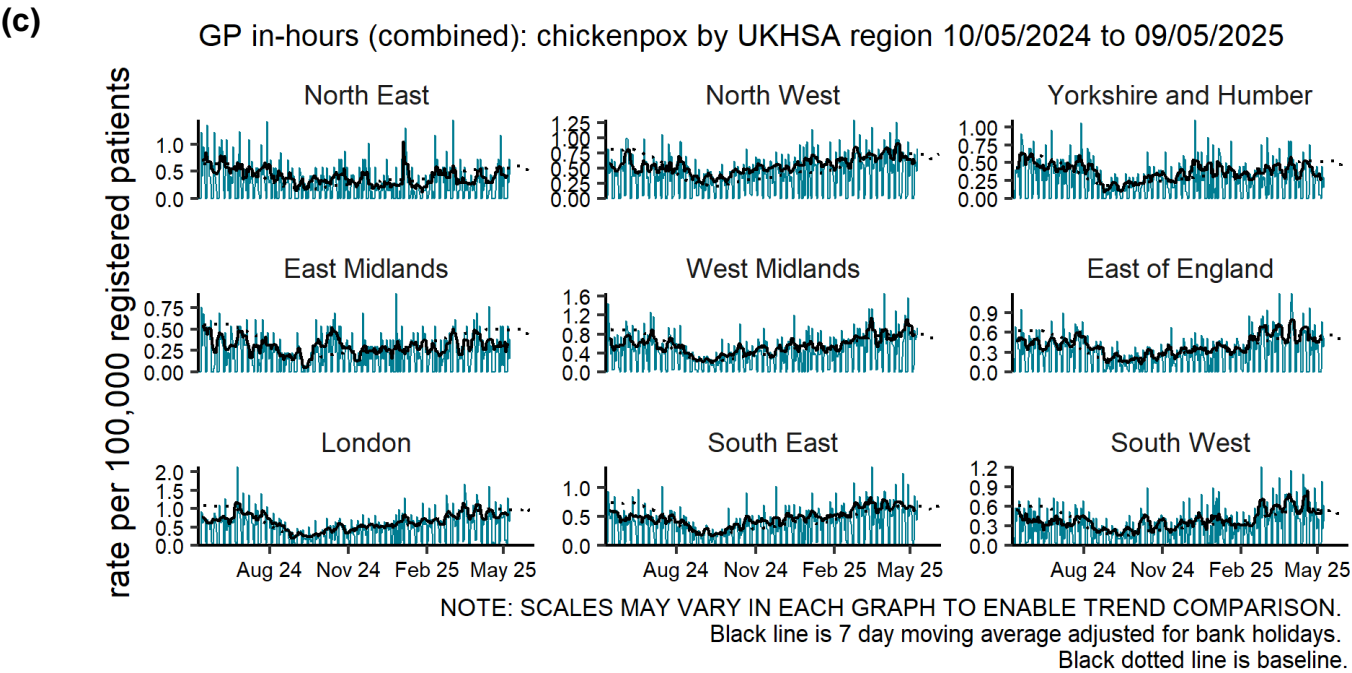 (c)
GP in-hours (combined): chickenpox by UKHSA region 10/05/2024 to 09/05/2025
rate per 100,000 registered patients
North East
1.0
0.5
0.0
North West
1.25
1.00
0.75
0.50
0.25
0.00
Yorkshire and Humber
1.00
0.75
0.50
0.25
0.00
East Midlands
0.75
0.50
0.25
0.00
West Midlands
1.6
1.2
0.8
0.4
0.0
East of England
0.9
0.6
0.3
0.0
London
2.0
1.5
1.0
0.5
0.0
South East
1.0
0.5
0.0
South West
1.2
0.9
0.6
0.3
0.0
Aug 24 Nov 24 Feb 25 May 25
Aug 24 Nov 24 Feb 25 May 25
Aug 24 Nov 24 Feb 25 May 25
NOTE: SCALES MAY VARY IN EACH GRAPH TO ENABLE TREND COMPARISON.
Black line is 7 day moving average adjusted for bank holidays.
Black dotted line is baseline.